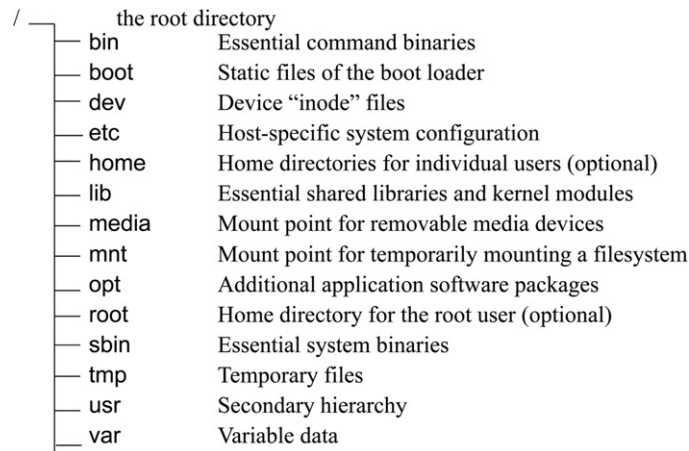 / the root directory
bin Essential command binaries
boot Static files of the boot loader
dev Device “inode” files
etc Host-specific system configuration
home Home directories for individual users (optional)
lib Essential shared libraries and kernel modules
media Mount point for removable media devices
mnt Mount point for temporarily mounting a filesystem
opt Additional application software packages
root Home directory for the root user (optional)
sbin Essential system binaries
tmp Temporary files
usr Secondary hierarchy
var Variable data